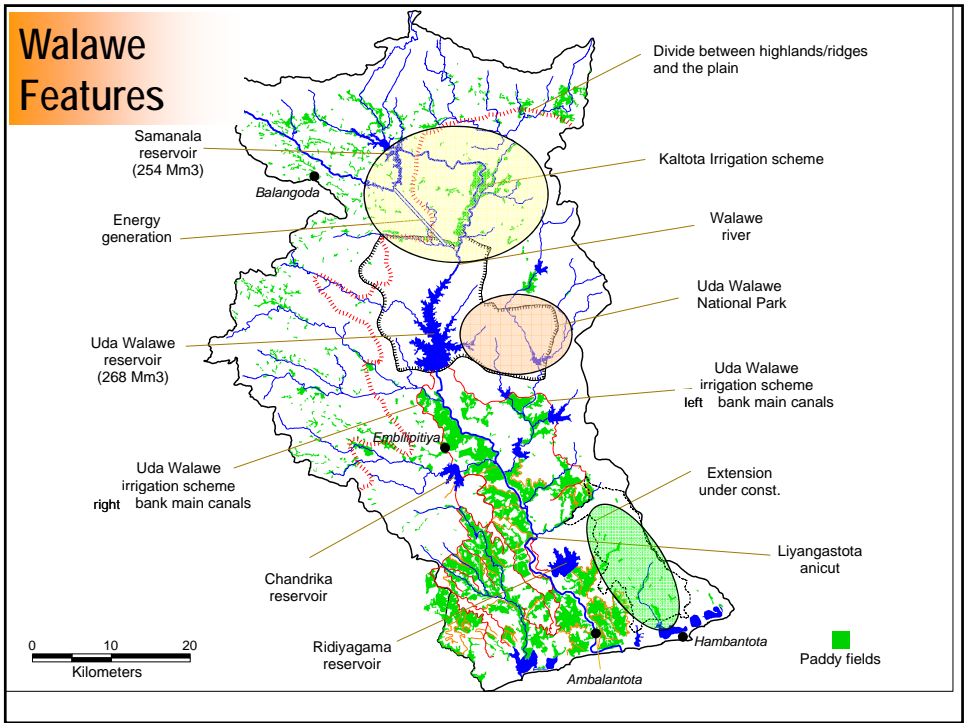 Walawe
Features
Divide between highlands/ridges
and the plain
Samanala
reservoir
(254 Mm3)
Kaltota Irrigation scheme
Balangoda
Energy
generation
Walawe
river
Uda Walawe
National Park
Uda Walawe
reservoir
(268 Mm3)
Uda Walawe
irrigation scheme
left bank main canals
Embilipitiya
Uda Walawe
irrigation scheme
right bank main canals
Extension
under const.
Liyangastota
anicut
Chandrika
reservoir
Ridiyagama
reservoir
Hambantota
Ambalantota
Paddy fields
0 10 20
Kilometers